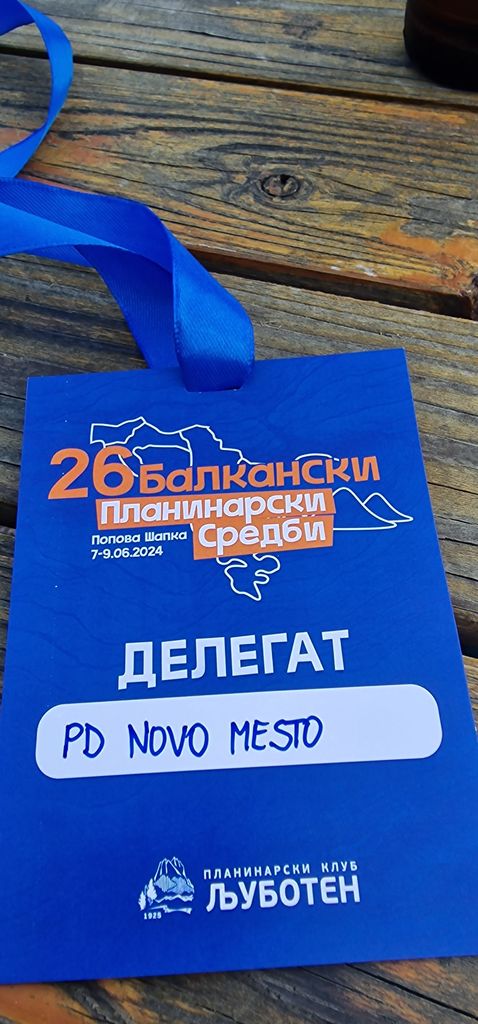 26 Балкански
Планинарски
Средби
Попова Шапка
7-9.06.2024
ДЕЛЕГАТ
PD NOVO MESTO
ПЛАНИНАРСКИ КЛУБ
ЉУБОТЕН
1925